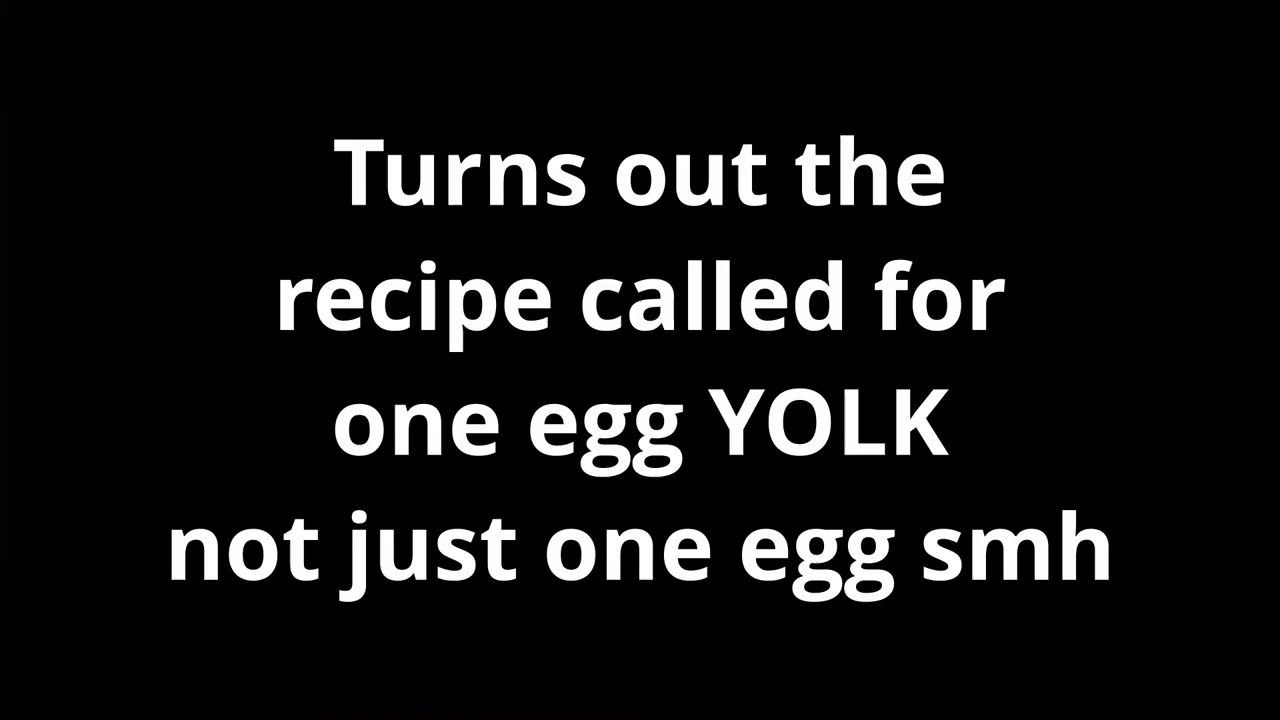 Turns out the
recipe called for
one egg YOLK
not just one egg smh